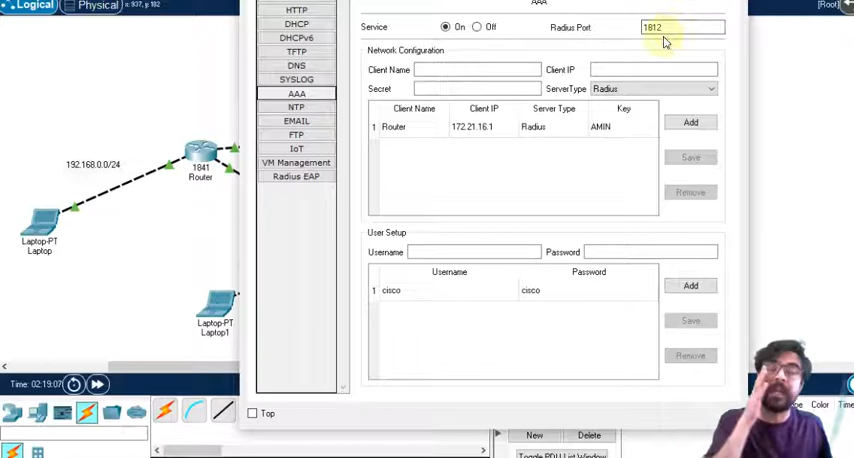 Logical
Physical
x: 937, y: 182
[Root]
HTTP
DHCP
DHCPv6
TFTP
DNS
SYSLOG
AAA
NTP
EMAIL
FTP
IoT
VM Management
Radius EAP
AAA
Service
On
Off
Radius Port
1812
Network Configuration
Client Name
Client IP
Secret
ServerType
Radius
Client Name Client IP Server Type Key
1 Router 172.21.16.1 Radius AMIN
Add
Save
Remove
User Setup
Username
Password
Username Password
1 cisco cisco
Add
Save
Remove
Top
192.168.0.0/24
1841
Router
Laptop-PT
Laptop
Laptop-PT
Laptop1
Time: 02:19:07
New
Delete
Toggle PDU List Window
Color